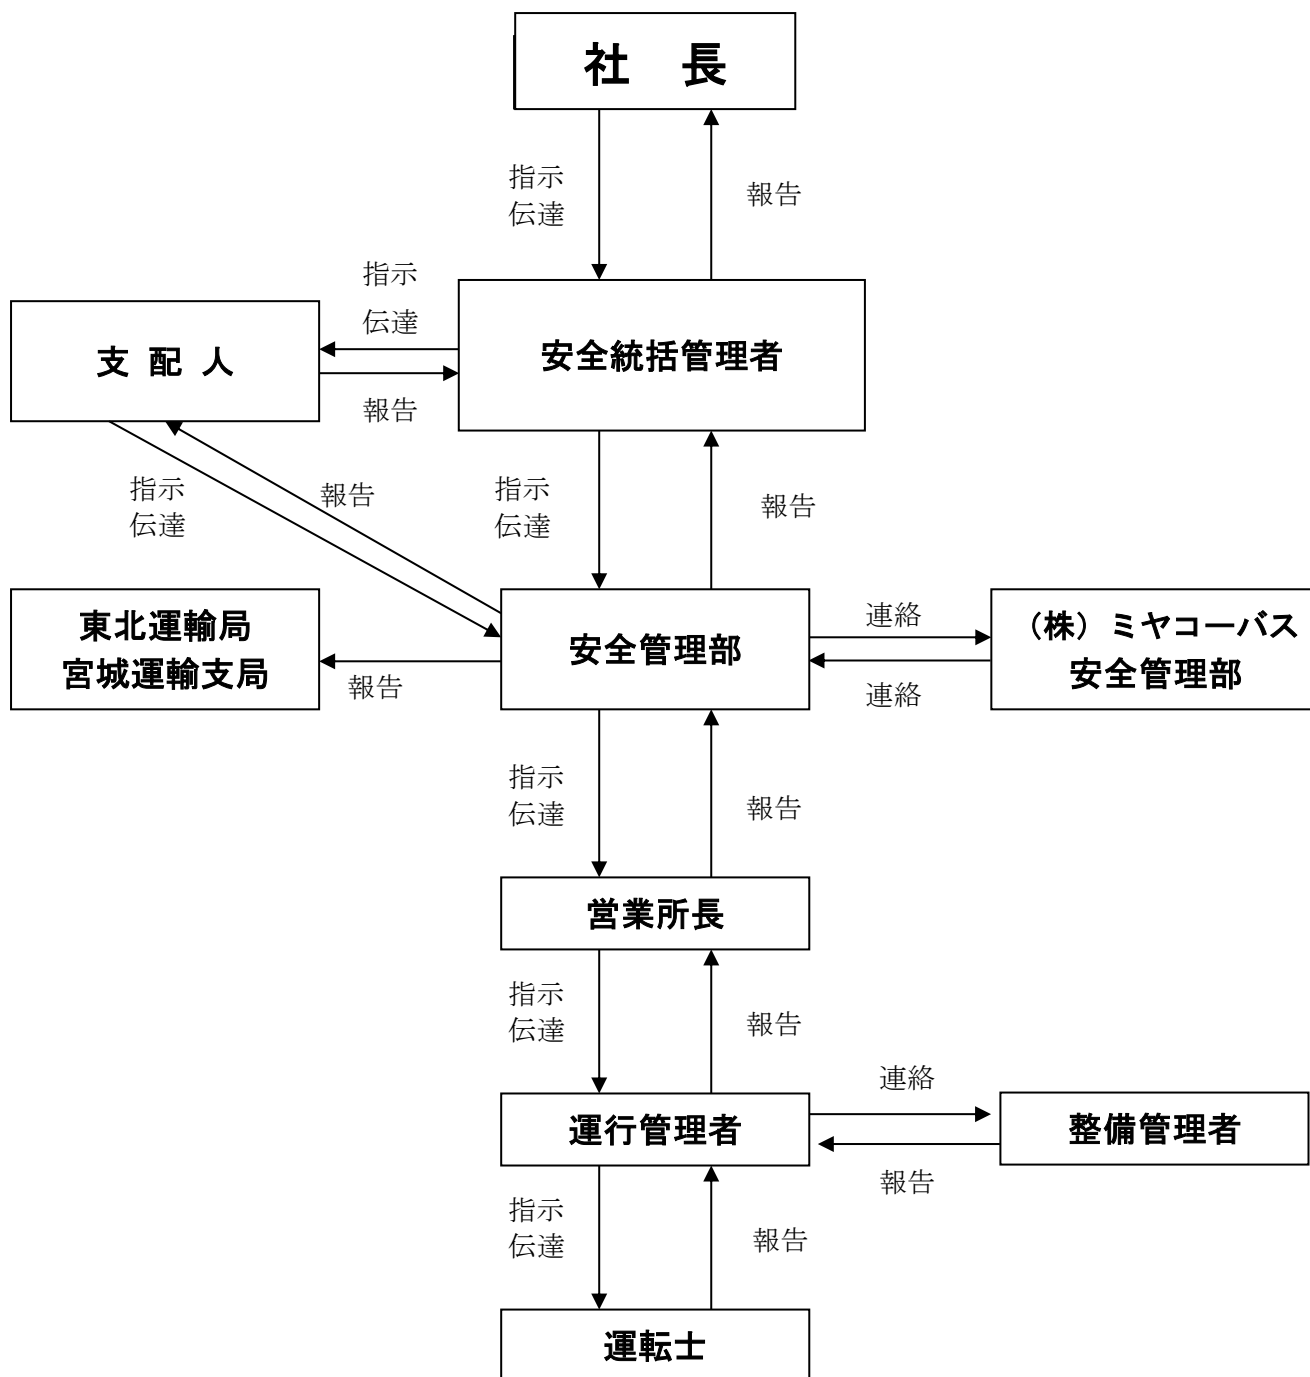 社　長
指示
伝達
報告
指示
伝達
支 配 人
安全統括管理者
報告
指示
伝達
報告
指示
伝達
報告
東北運輸局
宮城運輸支局
報告
安全管理部
連絡
連絡
（株）ミヤコーバス
安全管理部
指示
伝達
報告
営業所長
指示
伝達
報告
運行管理者
連絡
報告
整備管理者
指示
伝達
報告
運転士